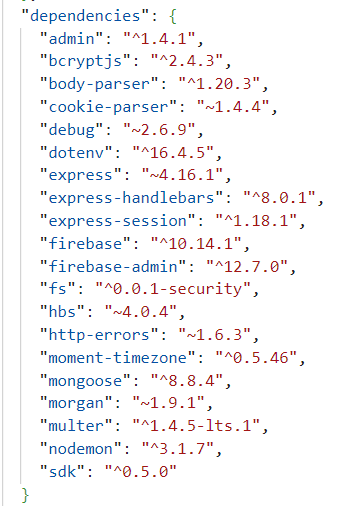 "dependencies": {
"admin": "^1.4.1",
"bcryptjs": "^2.4.3",
"body-parser": "^1.20.3",
"cookie-parser": "~1.4.4",
"debug": "~2.6.9",
"dotenv": "^16.4.5",
"express": "~4.16.1",
"express-handlebars": "^8.0.1",
"express-session": "^1.18.1",
"firebase": "^10.14.1",
"firebase-admin": "^12.7.0",
"fs": "^0.0.1-security",
"hbs": "~4.0.4",
"http-errors": "~1.6.3",
"moment-timezone": "^0.5.46",
"mongoose": "^8.8.4",
"morgan": "~1.9.1",
"multer": "^1.4.5-lts.1",
"nodemon": "^3.1.7",
"sdk": "^0.5.0"
}